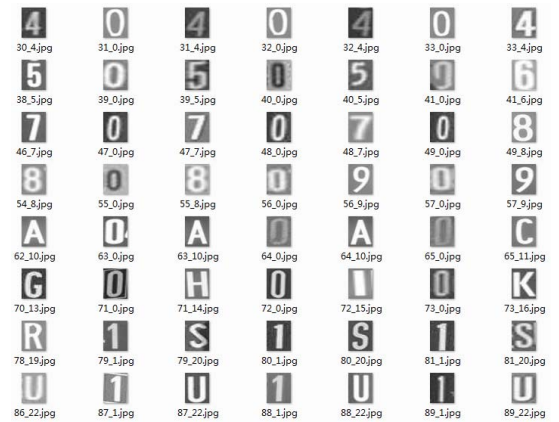 4 0 4 0 4 0 4
30_4.jpg 31_0.jpg 31_4.jpg 32_0.jpg 32_4.jpg 33_0.jpg 33_4.jpg
5 0 5 0 5 0 6
38_5.jpg 39_0.jpg 39_5.jpg 40_0.jpg 40_5.jpg 41_0.jpg 41_6.jpg
7 0 7 0 7 0 8
46_7.jpg 47_0.jpg 47_7.jpg 48_0.jpg 48_7.jpg 49_0.jpg 49_8.jpg
8 0 8 0 9 0 9
54_8.jpg 55_0.jpg 55_8.jpg 56_0.jpg 56_9.jpg 57_0.jpg 57_9.jpg
A 0 A 0 A 0 C
62_10.jpg 63_0.jpg 63_10.jpg 64_0.jpg 64_10.jpg 65_0.jpg 65_11.jpg
G 0 H 0 I 0 K
70_13.jpg 71_0.jpg 71_14.jpg 72_0.jpg 72_15.jpg 73_0.jpg 73_16.jpg
R 1 S 1 S 1 S
78_19.jpg 79_1.jpg 79_20.jpg 80_1.jpg 80_20.jpg 81_1.jpg 81_20.jpg
U 1 U 1 U 1 U
86_22.jpg 87_1.jpg 87_22.jpg 88_1.jpg 88_22.jpg 89_1.jpg 89_22.jpg